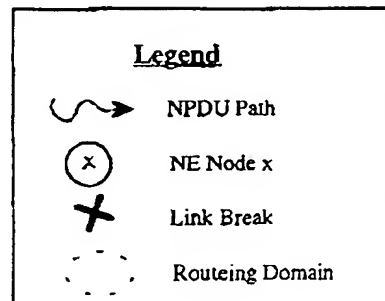 Legend
NPDU Path
x
NE Node x
Link Break
Routeing Domain